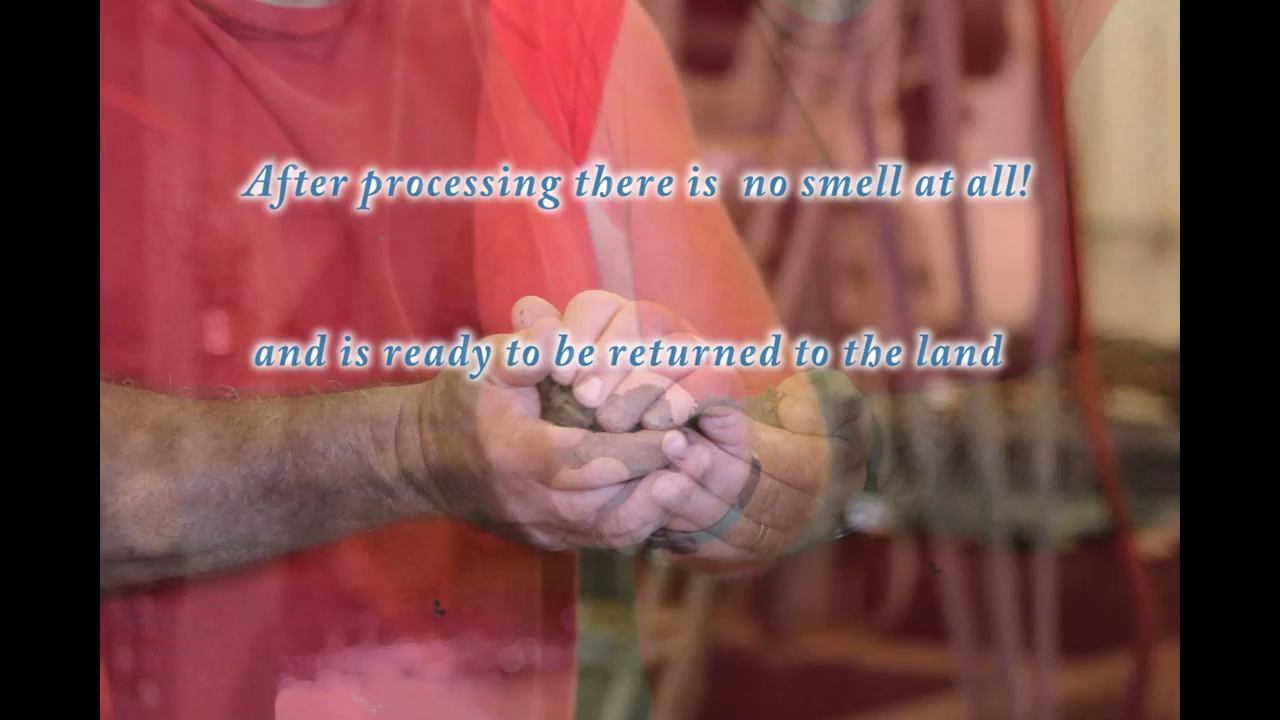 After processing there is  no smell at all!
and is ready to be returned to the land